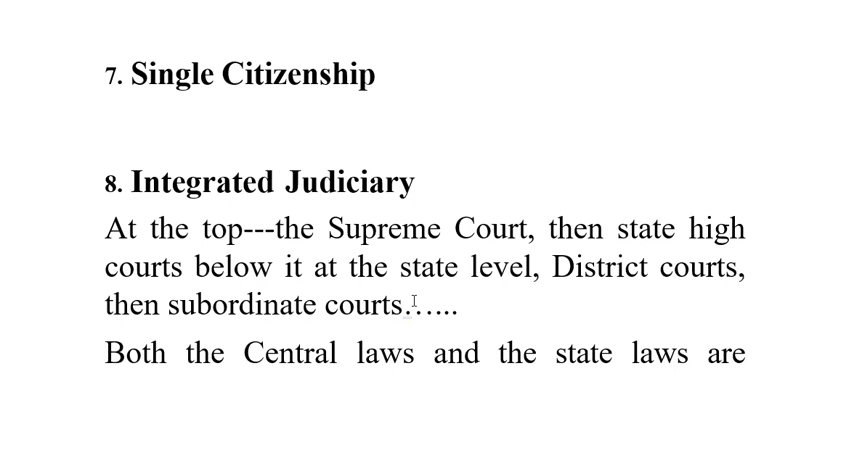 7. Single Citizenship
8. Integrated Judiciary
At the top---the Supreme Court, then state high
courts below it at the state level, District courts,
then subordinate courts……
Both the Central laws and the state laws are